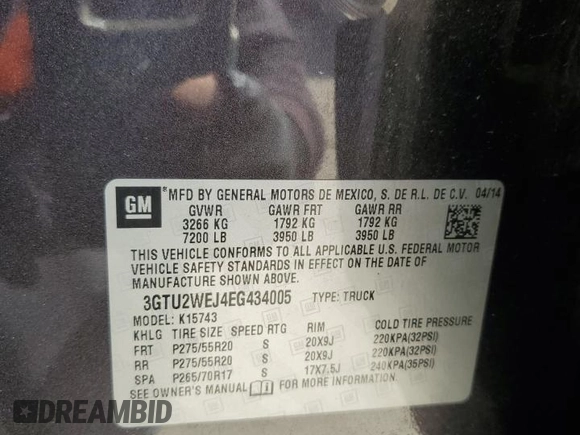 GM
*MFD BY GENERAL MOTORS DE MEXICO, S. DE R.L. DE C.V. 04/14
GVWR GAWR FRT GAWR RR
3266 KG 1792 KG 1792 KG
7200 LB 3950 LB 3950 LB
THIS VEHICLE CONFORMS TO ALL APPLICABLE U.S. FEDERAL MOTOR
VEHICLE SAFETY STANDARDS IN EFFECT ON THE DATE OF
MANUFACTURE SHOWN ABOVE.
3GTU2WEJ4EG434005 TYPE: TRUCK
MODEL: K15743
KHLG TIRE SIZE SPEED RTG RIM COLD TIRE PRESSURE
FRT P275/55R20 S 20X9J 220KPA(32PSI)
RR P275/55R20 S 20X9J 220KPA(32PSI)
SPA P265/70R17 S 17X7.5J 240KPA(35PSI)
SEE OWNER'S MANUAL FOR MORE INFORMATION
DREAMBID